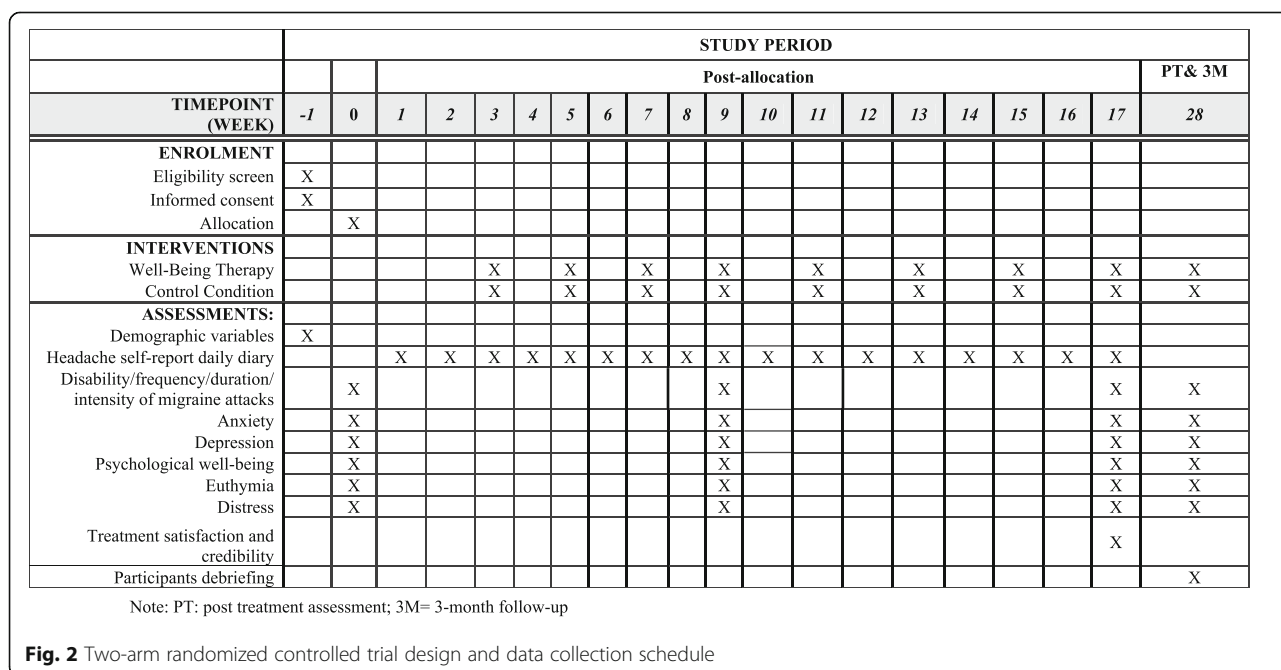 STUDY PERIOD
Post-allocation PT& 3M
TIMEPOINT
(WEEK) -1 0 1 2 3 4 5 6 7 8 9 10 11 12 13 14 15 16 17 28
ENROLMENT
Eligibility screen X
Informed consent X
Allocation X
INTERVENTIONS
Well-Being Therapy X X X X X X X X X
Control Condition X X X X X X X X X
ASSESSMENTS:
Demographic variables X
Headache self-report daily diary X X X X X X X X X X X X X X X X X
Disability/frequency/duration/
intensity of migraine attacks X X X X
Anxiety X X X X
Depression X X X X
Psychological well-being X X X X
Euthymia X X X X
Distress X X X X
Treatment satisfaction and
credibility X
Participants debriefing X
Note: PT: post treatment assessment; 3M= 3-month follow-up
Fig. 2 Two-arm randomized controlled trial design and data collection schedule